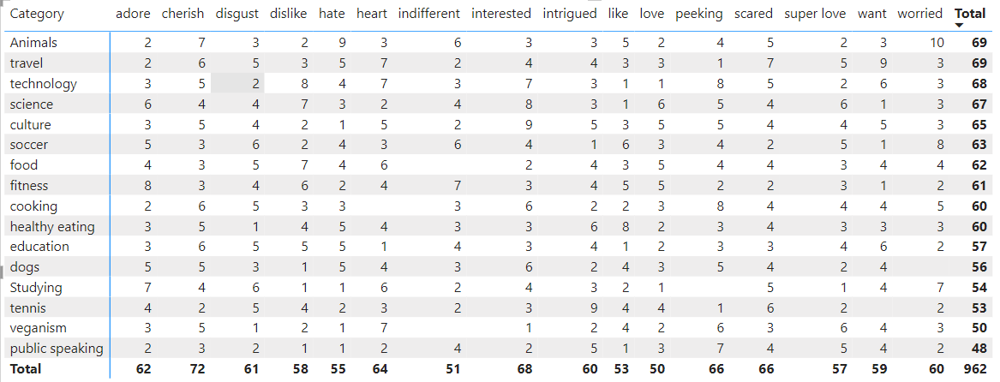 Category adore cherish disgust dislike hate heart indifferent interested intrigued like love peeking scared super love want worried Total
Animals 2 7 3 2 9 3 6 3 3 5 2 4 5 2 3 10 69
travel 2 6 5 3 5 7 2 4 4 3 3 1 7 5 9 3 69
technology 3 5 2 8 4 7 3 7 3 1 1 8 5 2 6 3 68
science 6 4 4 7 3 2 4 8 3 1 6 5 4 6 1 3 67
culture 3 5 4 2 1 5 2 9 5 3 5 5 4 4 5 3 65
soccer 5 3 6 2 4 3 6 4 1 6 3 4 2 5 1 8 63
food 4 3 5 7 4 6 2 4 3 5 4 4 3 4 4 62
fitness 8 3 4 6 2 4 7 3 4 5 5 2 2 3 1 2 61
cooking 2 6 5 3 3 3 6 2 2 3 8 4 4 4 5 60
healthy eating 3 5 1 4 5 4 3 3 6 8 2 3 4 3 3 3 60
education 3 6 5 5 5 1 4 3 4 1 2 3 3 4 6 2 57
dogs 5 5 3 1 5 4 3 6 2 4 3 5 4 2 4 56
Studying 7 4 6 1 1 6 2 4 3 2 1 5 1 4 7 54
tennis 4 2 5 4 2 3 2 3 9 4 4 1 6 2 2 53
veganism 3 5 1 2 1 7 1 2 4 2 6 3 6 4 3 50
public speaking 2 3 2 1 1 2 4 2 5 1 3 7 4 5 4 2 48
Total 62 72 61 58 55 64 51 68 60 53 50 66 66 57 59 60 962